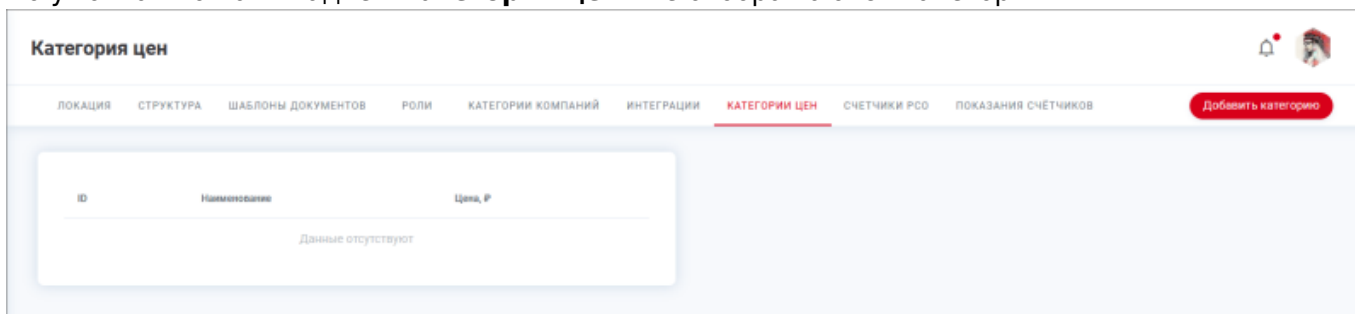 Категория цен
ЛОКАЦИЯ СТРУКТУРА ШАБЛОНЫ ДОКУМЕНТОВ РОЛИ КАТЕГОРИИ КОМПАНИЙ ИНТЕГРАЦИИ КАТЕГОРИИ ЦЕН СЧЕТЧИКИ РСО ПОКАЗАНИЯ СЧЁТЧИКОВ Добавить категорию
ID Наименование Цена, ₽
Данные отсутствуют